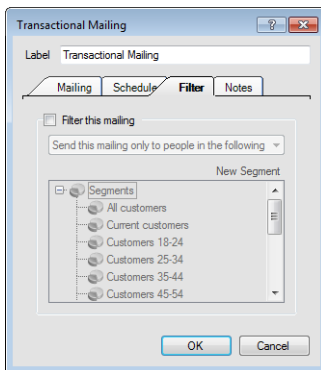 Transactional Mailing
Label Transactional Mailing
Mailing Schedule Filter Notes
Filter this mailing
Send this mailing only to people in the following
New Segment
Segments
All customers
Current customers
Customers 18-24
Customers 25-34
Customers 35-44
Customers 45-54
OK Cancel